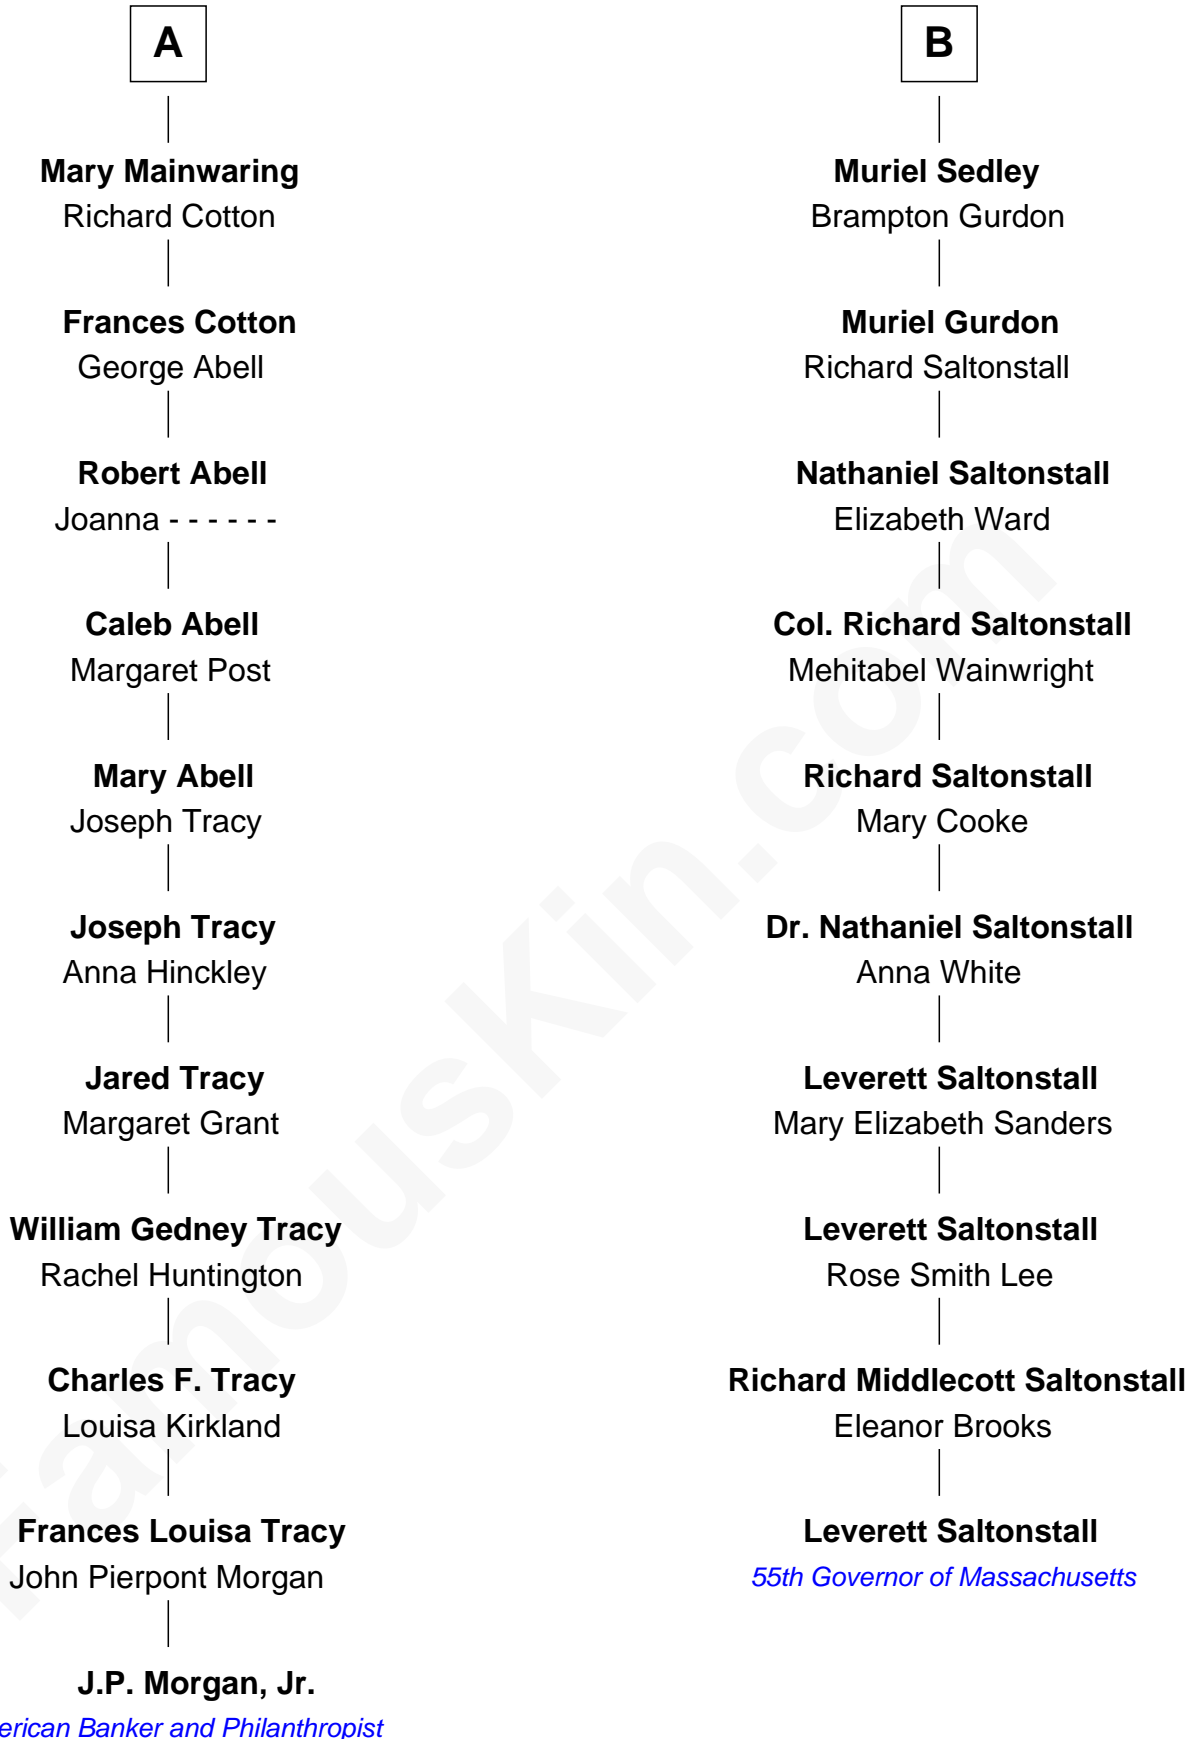 A
Mary Mainwaring
Richard Cotton
Frances Cotton
George Abell
Robert Abell
Joanna - - - - - -
Caleb Abell
Margaret Post
Mary Abell
Joseph Tracy
Joseph Tracy
Anna Hinckley
Jared Tracy
Margaret Grant
William Gedney Tracy
Rachel Huntington
Charles F. Tracy
Louisa Kirkland
Frances Louisa Tracy
John Pierpont Morgan
J.P. Morgan, Jr.
erican Banker and Philanthropist
B
Muriel Sedley
Brampton Gurdon
Muriel Gurdon
Richard Saltonstall
Nathaniel Saltonstall
Elizabeth Ward
Col. Richard Saltonstall
Mehitabel Wainwright
Richard Saltonstall
Mary Cooke
Dr. Nathaniel Saltonstall
Anna White
Leverett Saltonstall
Mary Elizabeth Sanders
Leverett Saltonstall
Rose Smith Lee
Richard Middlecott Saltonstall
Eleanor Brooks
Leverett Saltonstall
55th Governor of Massachusetts
FamousKin.com